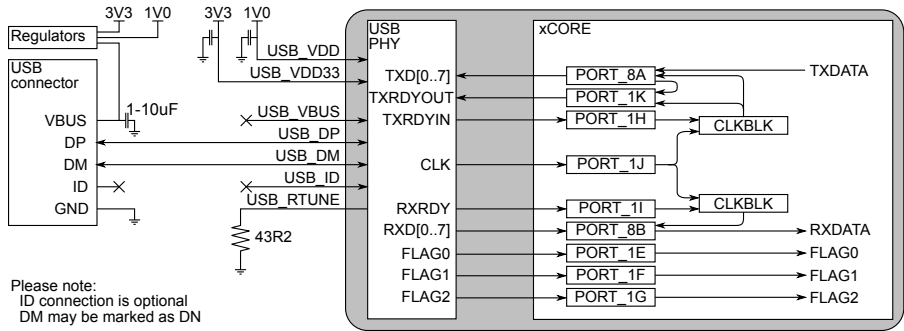 3V3 1V0
Regulators
USB
connector
1-10uF
VBUS
DP
DM
ID
GND
Please note:
ID connection is optional
DM may be marked as DN
3V3 1V0
USB_VDD
USB_VDD33
USB_VBUS
USB_DP
USB_DM
USB_ID
USB_RTUNE
43R2
USB
PHY
TXD[0..7]
TXRDYOUT
TXRDYIN
CLK
RXRDY
RXD[0..7]
FLAG0
FLAG1
FLAG2
xCORE
PORT_8A
PORT_1K
PORT_1H
PORT_1J
PORT_1I
PORT_8B
PORT_1E
PORT_1F
PORT_1G
CLKBLK
CLKBLK
TXDATA
RXDATA
FLAG0
FLAG1
FLAG2